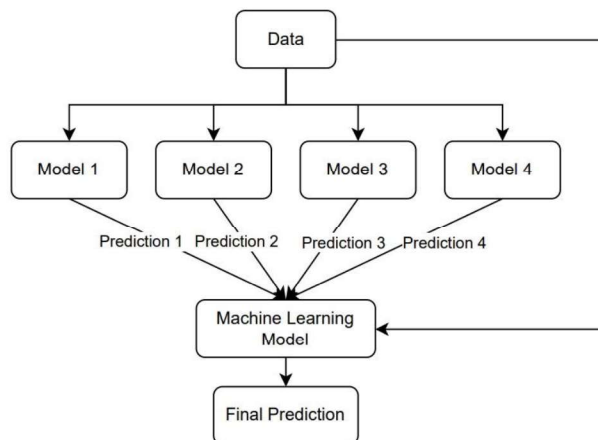 Data
Model 1
Model 2
Model 3
Model 4
Prediction 1
Prediction 2
Prediction 3
Prediction 4
Machine Learning
Model
Final Prediction